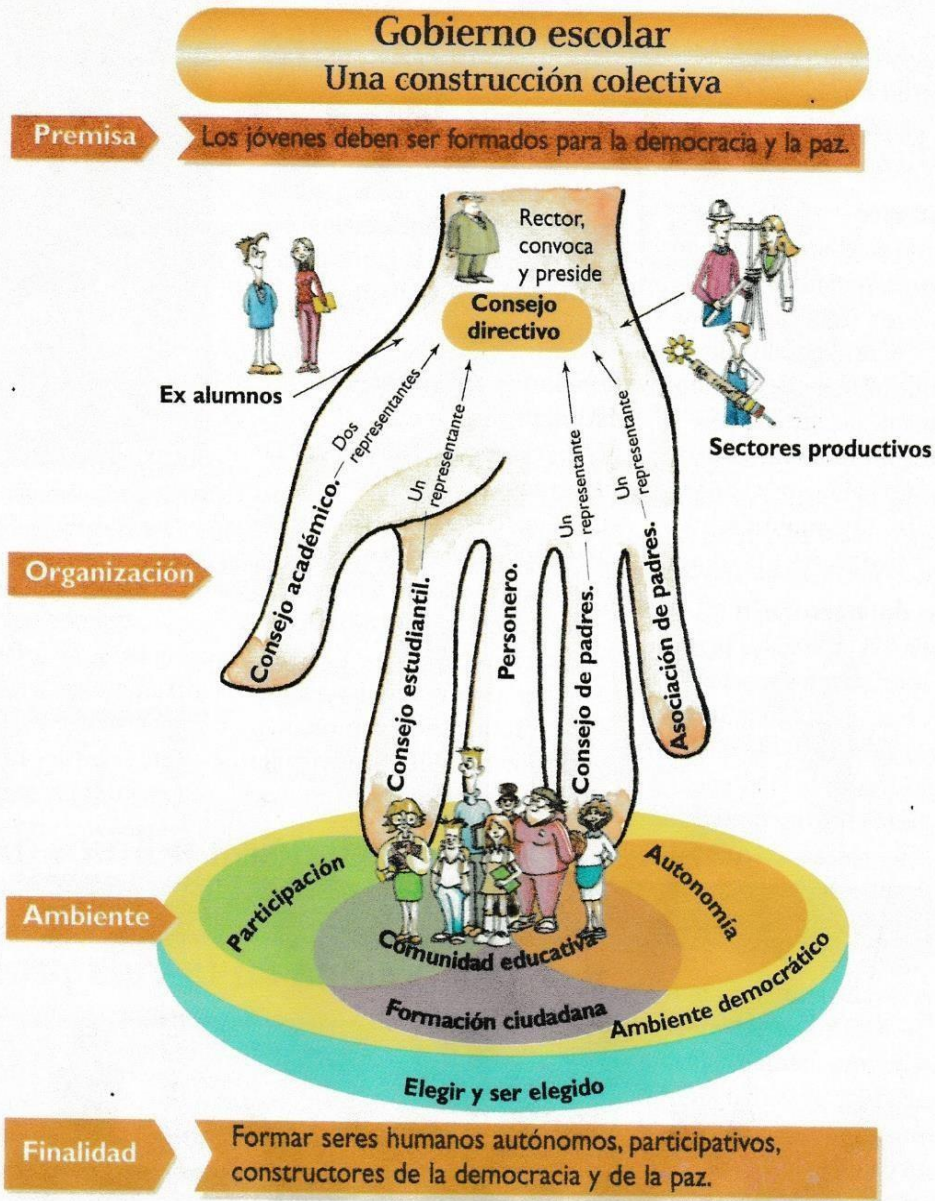 Gobierno escolar
Una construcción colectiva
Premisa
Los jóvenes deben ser formados para la democracia y la paz.
Rector,
convoca
y preside
Consejo
directivo
Ex alumnos
Sectores productivos
Dos
representantes
Un
representante
Un
representante
Un
representante
Organización
Consejo académico.
Consejo estudiantil.
Personero.
Consejo de padres.
Asociación de padres.
Ambiente
Participación
Autonomía
Comunidad educativa
Formación ciudadana
Ambiente democrático
Elegir y ser elegido
Finalidad
Formar seres humanos autónomos, participativos,
constructores de la democracia y de la paz.